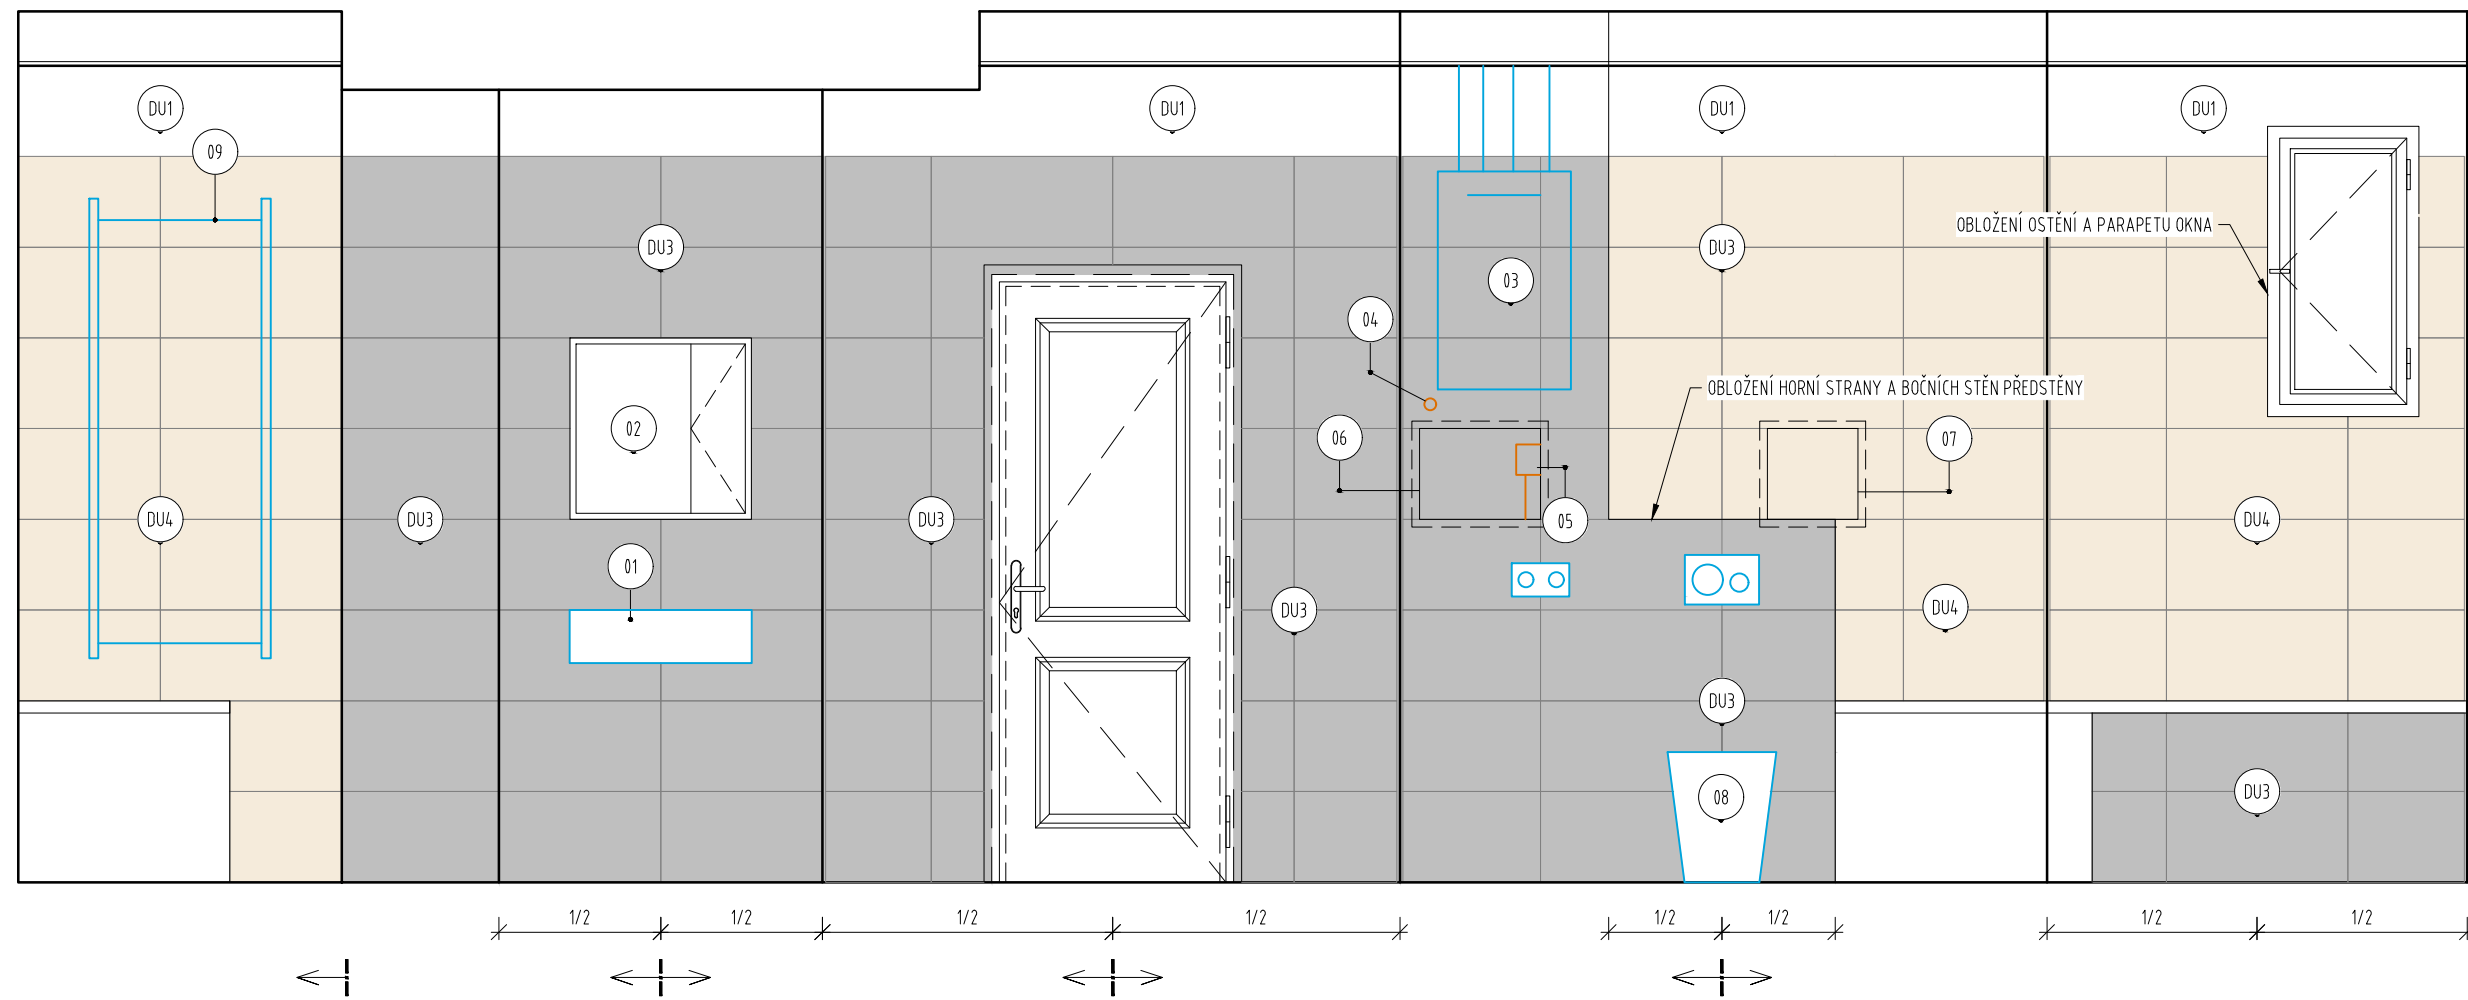 DU1
DU1
DU1
DU1
09
OBLOŽENÍ OSTĚNÍ A PARAPETU OKNA
DU3
DU3
03
04
OBLOŽENÍ HORNÍ STRANY A BOČNÍCH STĚN PŘEDSTĚNY
02
06
07
DU4
DU3
DU3
05
DU4
01
DU3
DU4
DU3
08
DU3
1/2
1/2
1/2
1/2
1/2
1/2
1/2
1/2